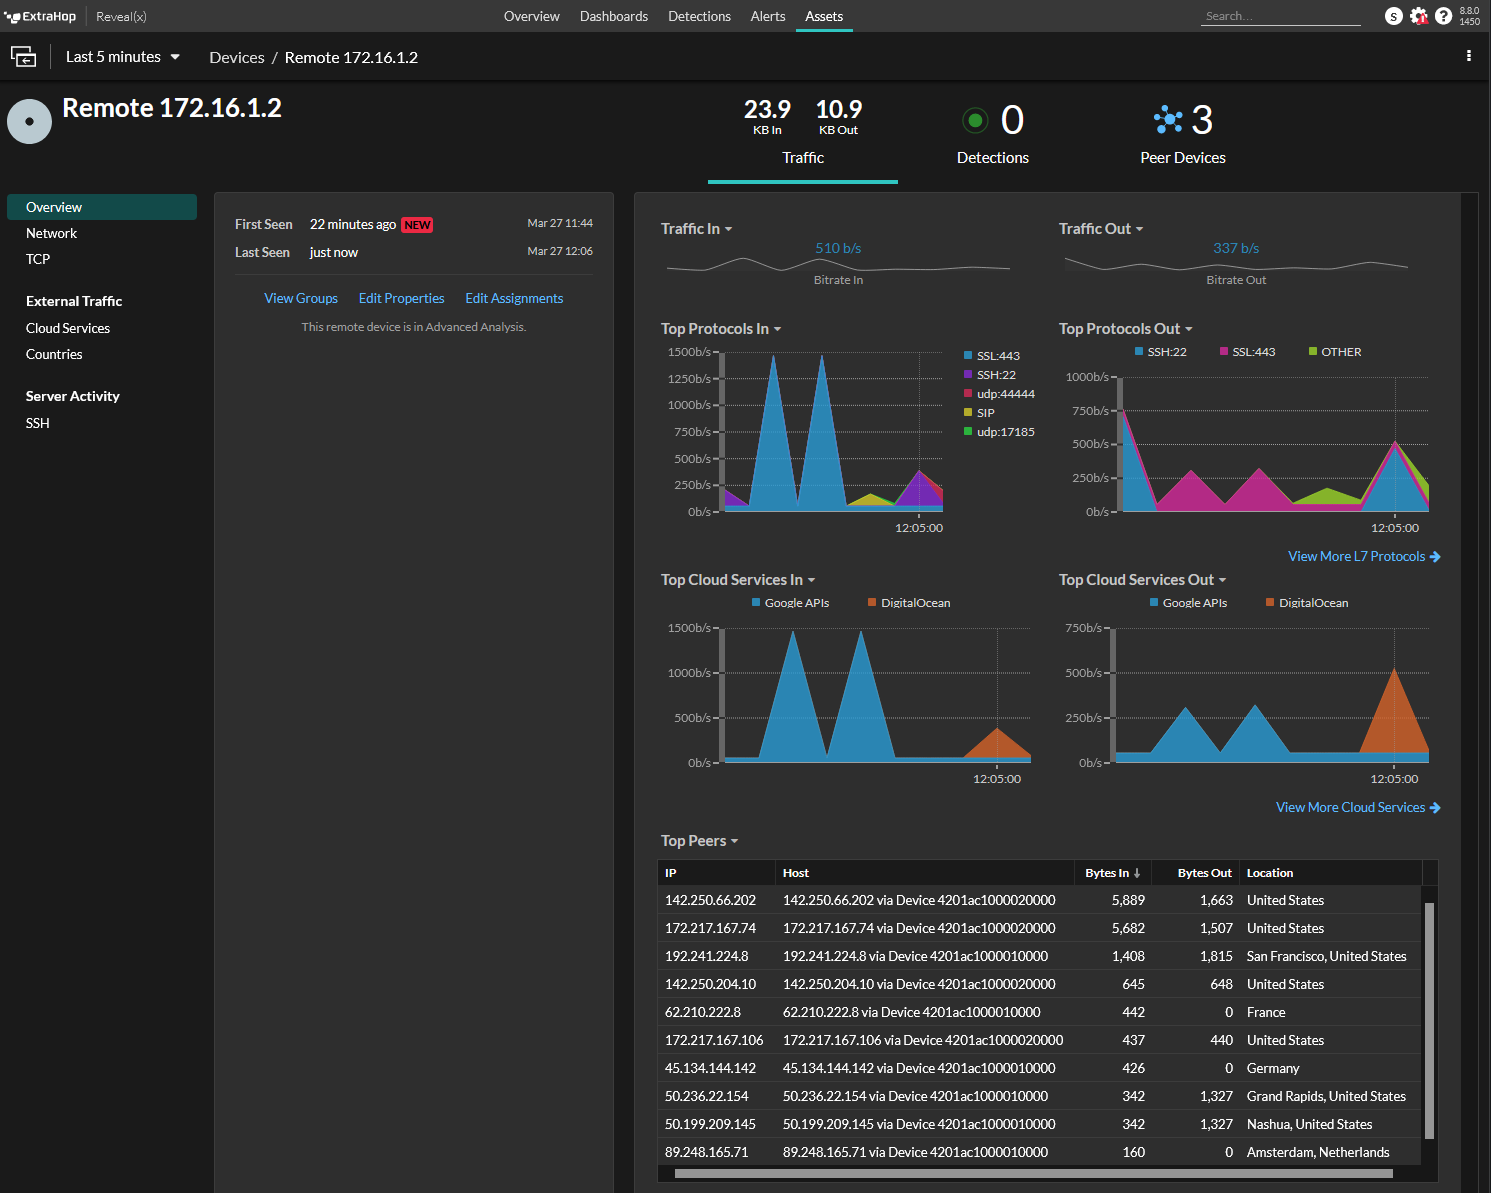 ExtraHop Reveal(x) Overview Dashboards Detections Alerts Assets Search... S ? 8.8.0
1450
Last 5 minutes Devices / Remote 172.16.1.2
Remote 172.16.1.2
23.9 10.9 0 3
KB In KB Out
Traffic Detections Peer Devices
Overview
Network
TCP
External Traffic
Cloud Services
Countries
Server Activity
SSH
First Seen 22 minutes ago NEW Mar 27 11:44
Last Seen just now Mar 27 12:06
View Groups Edit Properties Edit Assignments
This remote device is in Advanced Analysis.
Traffic In
510 b/s
Bitrate In
Traffic Out
337 b/s
Bitrate Out
Top Protocols In
1500b/s
1250b/s
1000b/s
750b/s
500b/s
250b/s
0b/s
12:05:00
SSL:443
SSH:22
udp:44444
SIP
udp:17185
Top Protocols Out
SSH:22 SSL:443 OTHER
1000b/s
750b/s
500b/s
250b/s
0b/s
12:05:00
View More L7 Protocols
Top Cloud Services In
Google APIs DigitalOcean
1500b/s
1000b/s
500b/s
0b/s
12:05:00
Top Cloud Services Out
Google APIs DigitalOcean
750b/s
500b/s
250b/s
0b/s
12:05:00
View More Cloud Services
Top Peers
IP Host Bytes In Bytes Out Location
142.250.66.202 142.250.66.202 via Device 4201ac1000020000 5,889 1,663 United States
172.217.167.74 172.217.167.74 via Device 4201ac1000020000 5,682 1,507 United States
192.241.224.8 192.241.224.8 via Device 4201ac1000010000 1,408 1,815 San Francisco, United States
142.250.204.10 142.250.204.10 via Device 4201ac1000020000 645 648 United States
62.210.222.8 62.210.222.8 via Device 4201ac1000010000 442 0 France
172.217.167.106 172.217.167.106 via Device 4201ac1000020000 437 440 United States
45.134.144.142 45.134.144.142 via Device 4201ac1000010000 426 0 Germany
50.236.22.154 50.236.22.154 via Device 4201ac1000010000 342 1,327 Grand Rapids, United States
50.199.209.145 50.199.209.145 via Device 4201ac1000010000 342 1,327 Nashua, United States
89.248.165.71 89.248.165.71 via Device 4201ac1000010000 160 0 Amsterdam, Netherlands